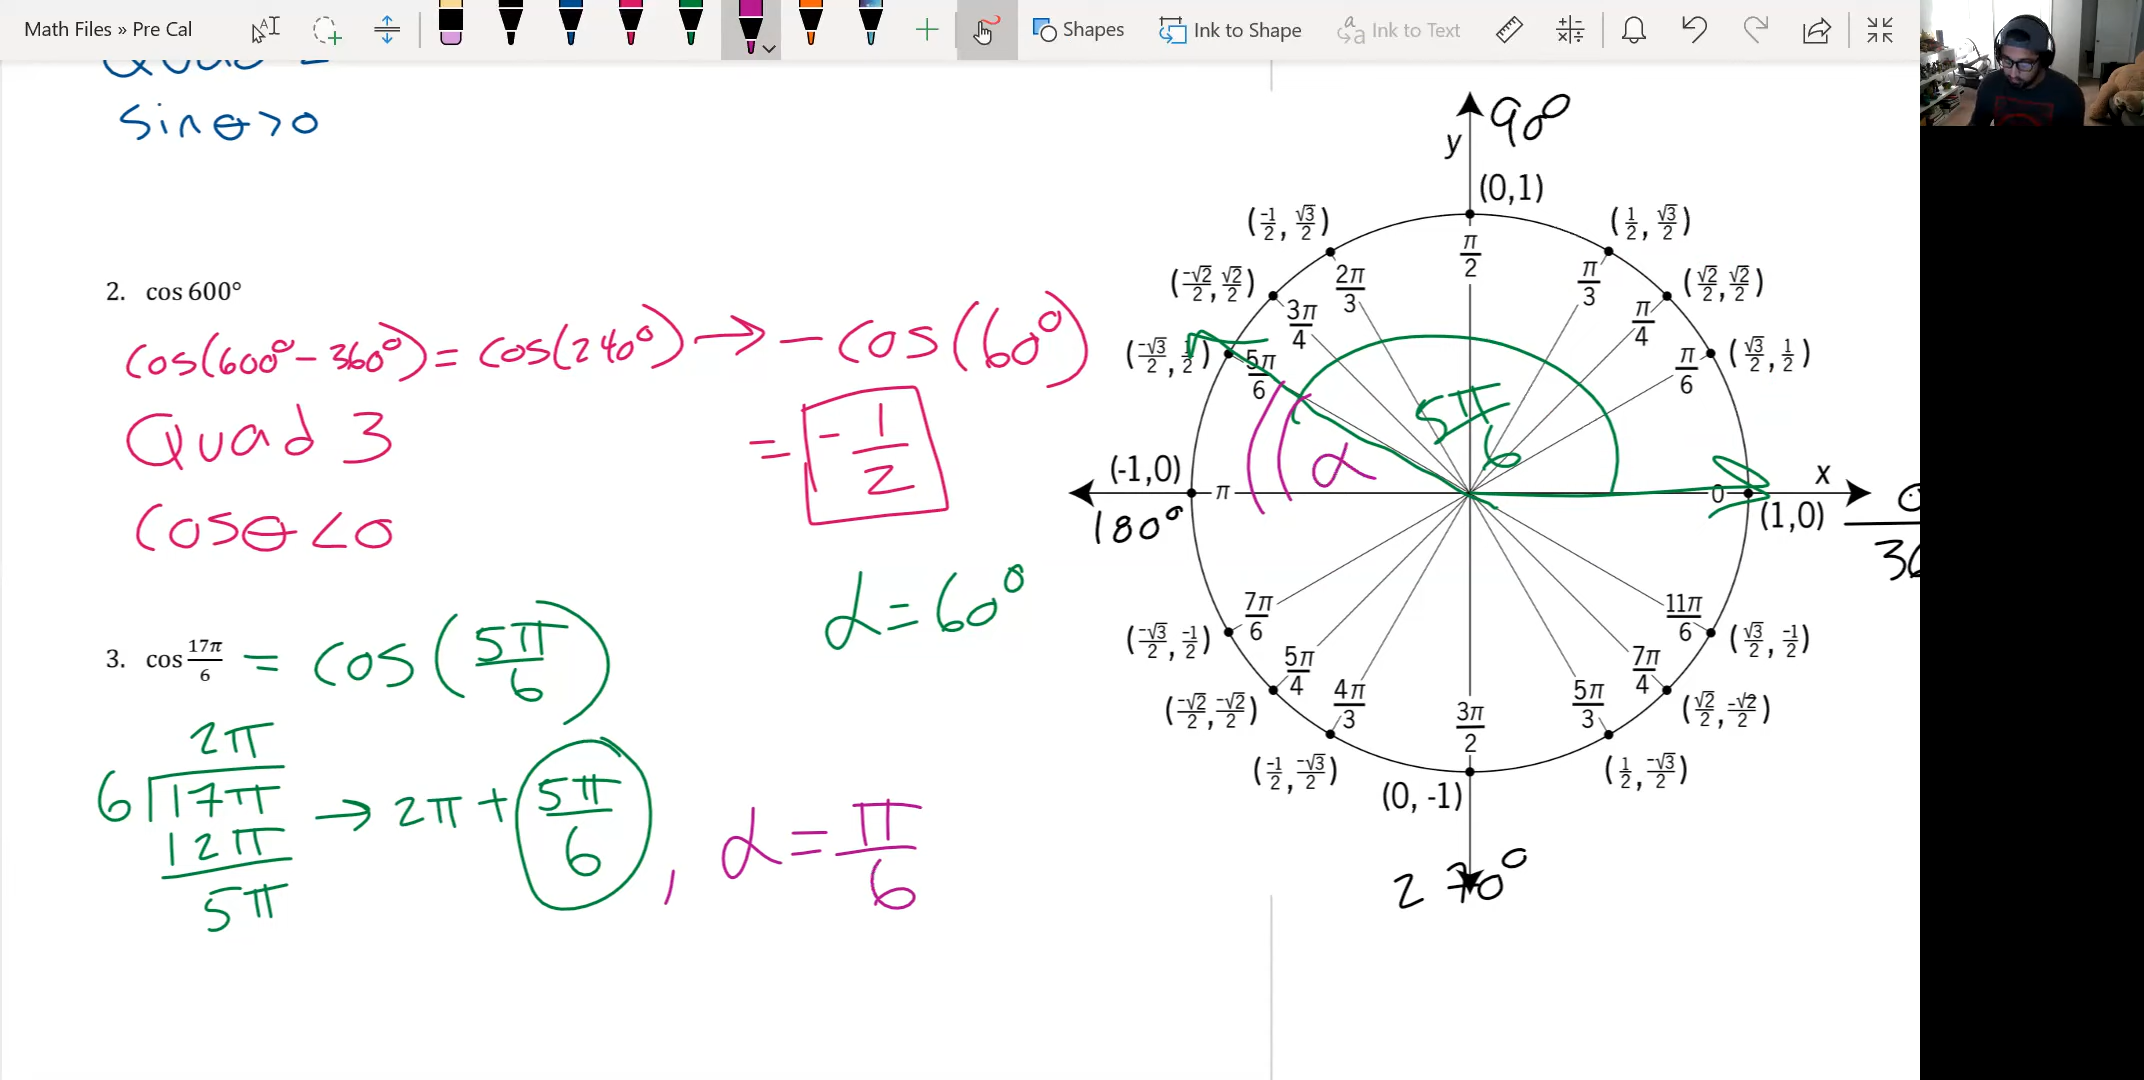 Math Files » Pre Cal
Shapes
Ink to Shape
Ink to Text
sinθ>0
2. cos 600°
cos(600°-360°)=cos(240°)→-cos(60°)
Quad 3
= -1/2
cosθ<0
α=60°
3. cos 17π/6 = cos(5π/6)
2π
6 17π → 2π+ 5π/6, α=π/6
12π
5π
90°
y
(0,1)
(-1/2, √3/2)
(1/2, √3/2)
(-√2/2, √2/2)
(√2/2, √2/2)
(-√3/2, 1/2)
(√3/2, 1/2)
π/2
2π/3
π/3
3π/4
π/4
5π/6
π/6
5π/6
α
(-1,0)
π
0
x
(1,0)
180°
7π/6
11π/6
(-√3/2, -1/2)
(√3/2, -1/2)
5π/4
7π/4
4π/3
5π/3
3π/2
(-√2/2, -√2/2)
(√2/2, -√2/2)
(-1/2, -√3/2)
(1/2, -√3/2)
(0, -1)
270°